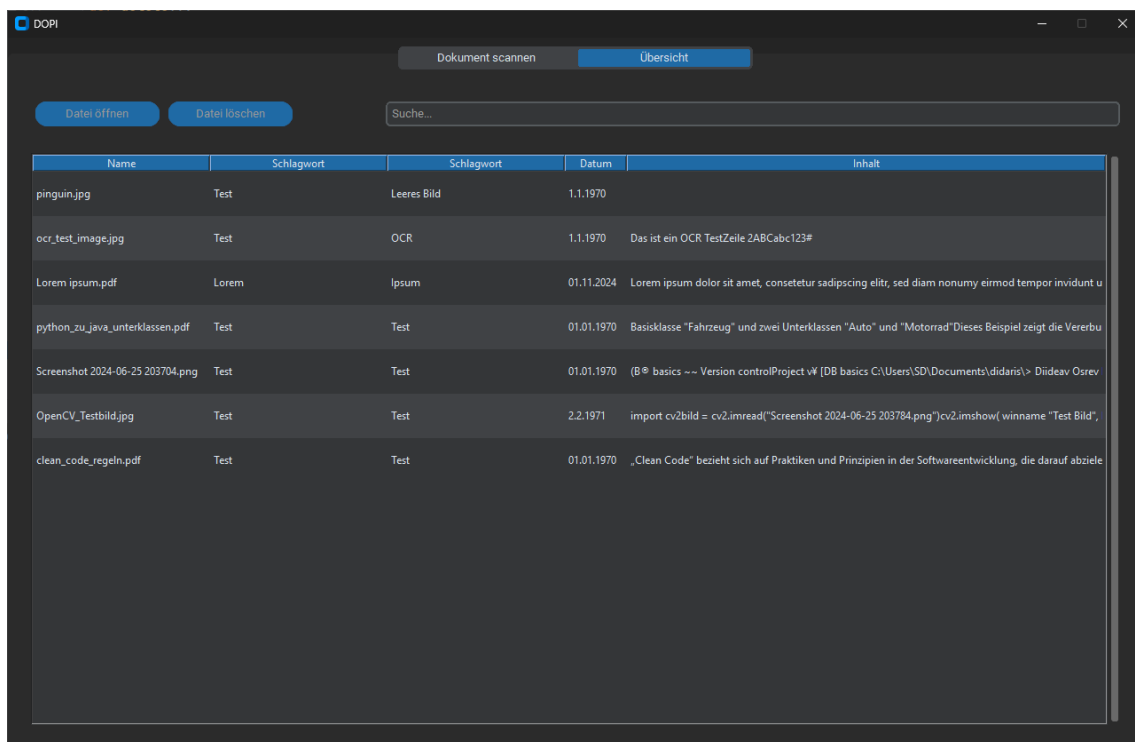 DOPI
Dokument scannen Übersicht
Datei öffnen Datei löschen Suche...
Name Schlagwort Schlagwort Datum Inhalt
pinguin.jpg Test Leeres Bild 1.1.1970
ocr_test_image.jpg Test OCR 1.1.1970 Das ist ein OCR TestZeile 2ABCabc123#
Lorem ipsum.pdf Lorem Ipsum 01.11.2024 Lorem ipsum dolor sit amet, consetetur sadipscing elitr, sed diam nonumy eirmod tempor invidunt u
python_zu_java_unterklassen.pdf Test Test 01.01.1970 Basisklasse "Fahrzeug" und zwei Unterklassen "Auto" und "Motorrad"Dieses Beispiel zeigt die Vererbu
Screenshot 2024-06-25 203704.png Test Test 01.01.1970 (B® basics ~~ Version controlProject v¥ [DB basics C:\Users\SD\Documents\didaris\> Diideav Osrev
OpenCV_Testbild.jpg Test Test 2.2.1971 import cv2bild = cv2.imread("Screenshot 2024-06-25 203784.png")cv2.imshow( winname "Test Bild",
clean_code_regeln.pdf Test Test 01.01.1970 „Clean Code“ bezieht sich auf Praktiken und Prinzipien in der Softwareentwicklung, die darauf abziele